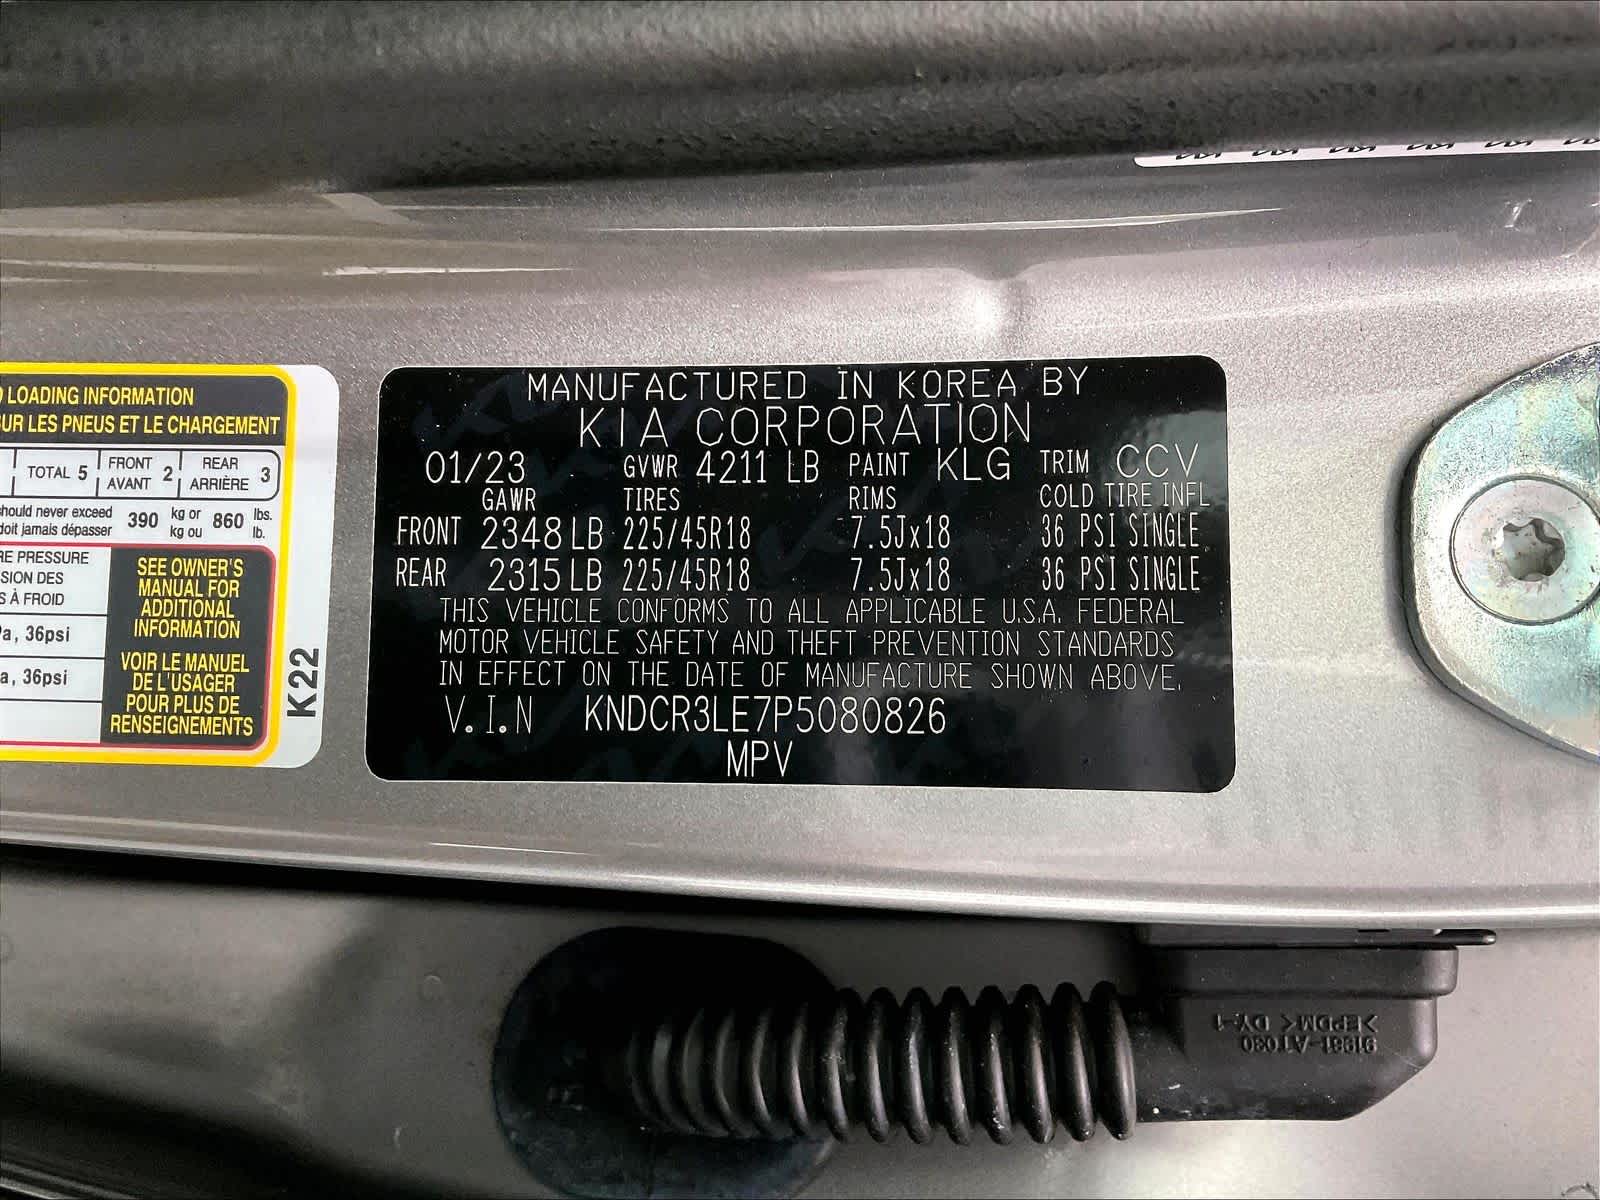 LOADING INFORMATION
SUR LES PNEUS ET LE CHARGEMENT
TOTAL 5 FRONT AVANT 2 REAR ARRIÈRE 3
should never exceed 390 kg or 860 lbs.
doit jamais dépasser kg ou lb.
PRESSURE
DES
À FROID
36psi
36psi
SEE OWNER'S
MANUAL FOR
ADDITIONAL
INFORMATION
VOIR LE MANUEL
DE L'USAGER
POUR PLUS DE
RENSEIGNEMENTS
K22
MANUFACTURED IN KOREA BY
KIA CORPORATION
01/23 GVWR 4211 LB PAINT KLG TRIM CCV
GAWR TIRES RIMS COLD TIRE INFL
FRONT 2348 LB 225/45R18 7.5Jx18 36 PSI SINGLE
REAR 2315 LB 225/45R18 7.5Jx18 36 PSI SINGLE
THIS VEHICLE CONFORMS TO ALL APPLICABLE U.S.A. FEDERAL
MOTOR VEHICLE SAFETY AND THEFT PREVENTION STANDARDS
IN EFFECT ON THE DATE OF MANUFACTURE SHOWN ABOVE.
V.I.N KNDCR3LE7P5080826
MPV
91981-AT030
>EPDM< DY-1